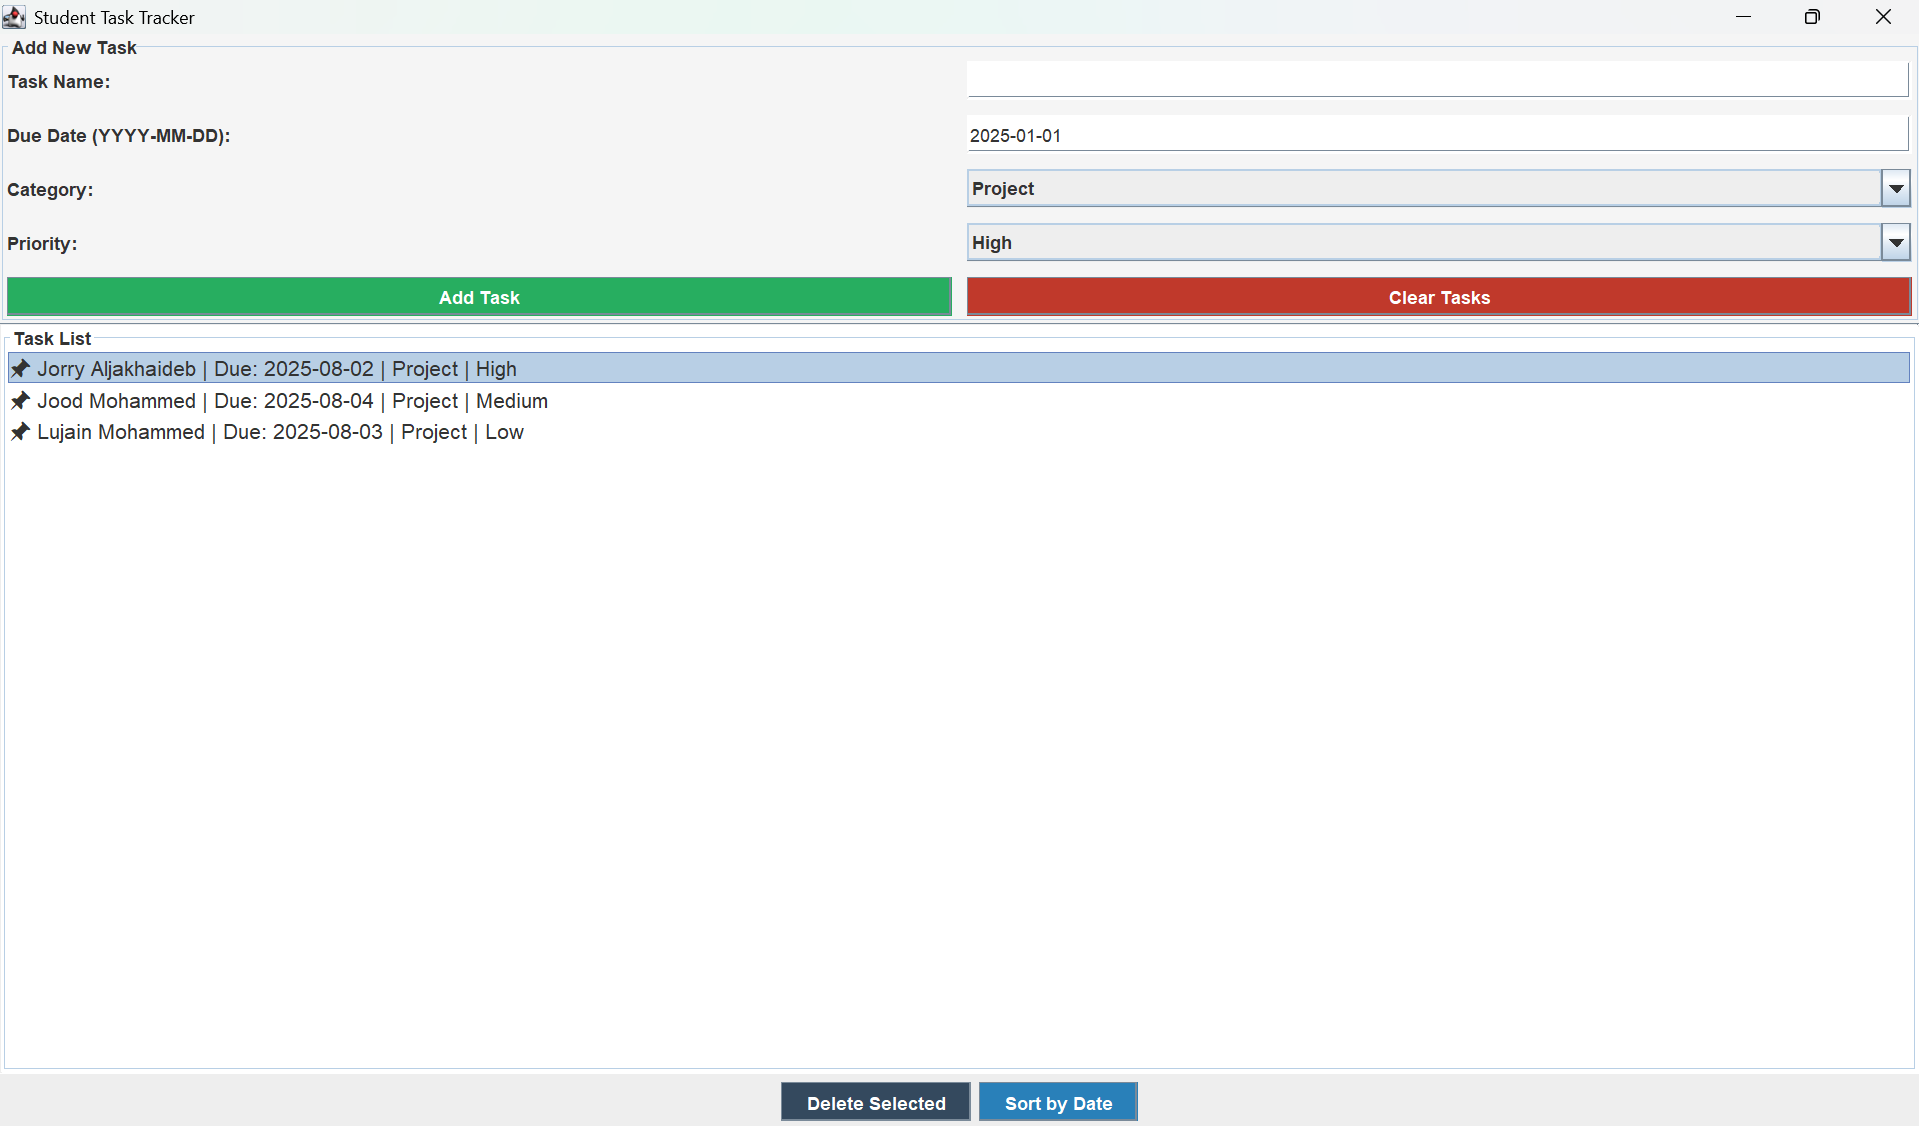 Student Task Tracker
Add New Task
Task Name:
Due Date (YYYY-MM-DD): 2025-01-01
Category: Project
Priority: High
Add Task Clear Tasks
Task List
📌 Jorry Aljakhaideb | Due: 2025-08-02 | Project | High
📌 Jood Mohammed | Due: 2025-08-04 | Project | Medium
📌 Lujain Mohammed | Due: 2025-08-03 | Project | Low
Delete Selected Sort by Date